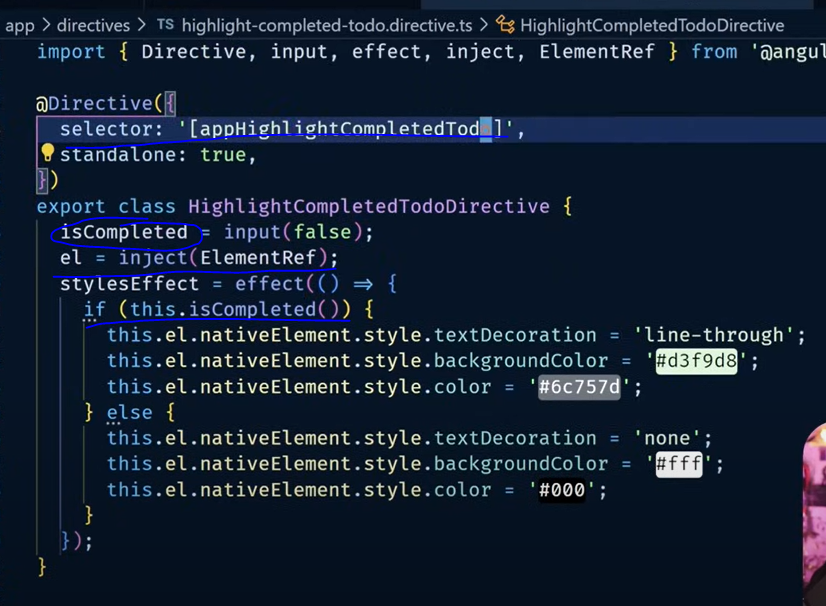 app > directives > TS highlight-completed-todo.directive.ts > HighlightCompletedTodoDirective
import { Directive, input, effect, inject, ElementRef } from '@angul
@Directive({
selector: '[appHighlightCompletedTodo]',
standalone: true,
})
export class HighlightCompletedTodoDirective {
isCompleted = input(false);
el = inject(ElementRef);
stylesEffect = effect(() => {
if (this.isCompleted()) {
this.el.nativeElement.style.textDecoration = 'line-through';
this.el.nativeElement.style.backgroundColor = '#d3f9d8';
this.el.nativeElement.style.color = '#6c757d';
} else {
this.el.nativeElement.style.textDecoration = 'none';
this.el.nativeElement.style.backgroundColor = '#fff';
this.el.nativeElement.style.color = '#000';
}
});
}